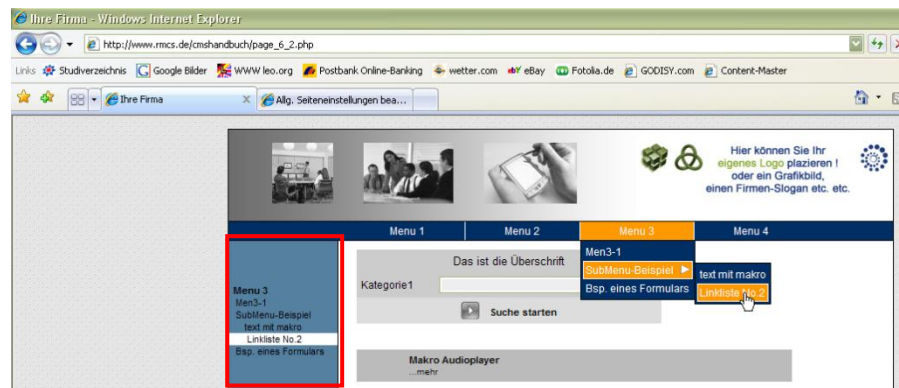 Ihre Firma - Windows Internet Explorer
http://www.rmcs.de/cmshandbuch/page_6_2.php
Links Studiverzeichnis Google Bilder WWW leo.org Postbank Online-Banking wetter.com eBay Fotolia.de GODISY.com Content-Master
Ihre Firma Allg. Seiteneinstellungen bea...
Hier können Sie Ihr
eigenes Logo plazieren !
oder ein Grafikbild,
einen Firmen-Slogan etc. etc.
Menu 1 Menu 2 Menu 3 Menu 4
Menu 3
Men3-1
SubMenu-Beispiel
text mit makro
Linkliste No.2
Bsp. eines Formulars
Das ist die Überschrift
Kategorie1
Suche starten
Men3-1
SubMenu-Beispiel
Bsp. eines Formulars
text mit makro
Linkliste No.2
Makro Audioplayer
...mehr